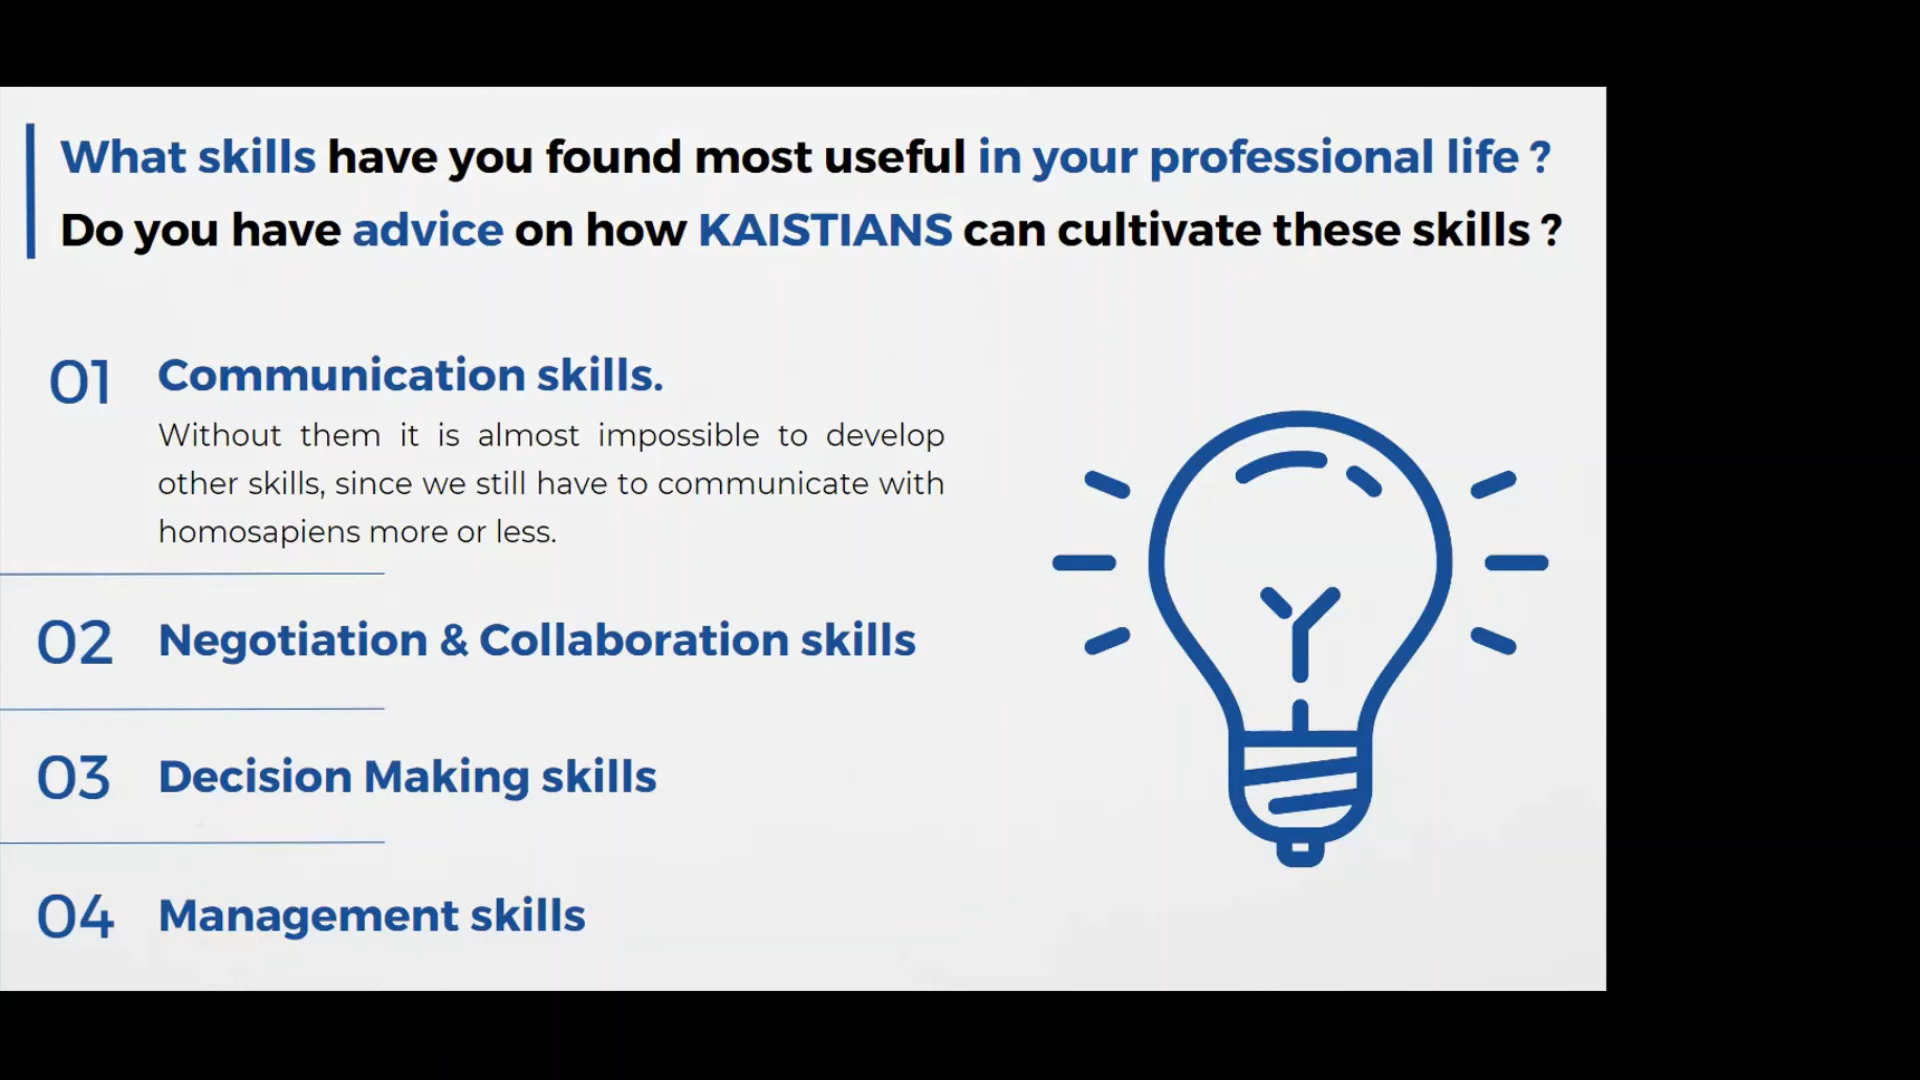 What skills have you found most useful in your professional life ?
Do you have advice on how KAISTIANS can cultivate these skills ?
01 Communication skills.
Without them it is almost impossible to develop
other skills, since we still have to communicate with
homosapiens more or less.
02 Negotiation & Collaboration skills
03 Decision Making skills
04 Management skills